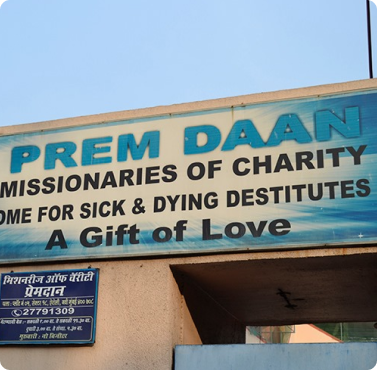 PREM DAAN
MISSIONARIES OF CHARITY
OME FOR SICK & DYING DESTITUTES
A Gift of Love
मिशनरीज ऑफ चॅरिटी
प्रेमदान
27791309